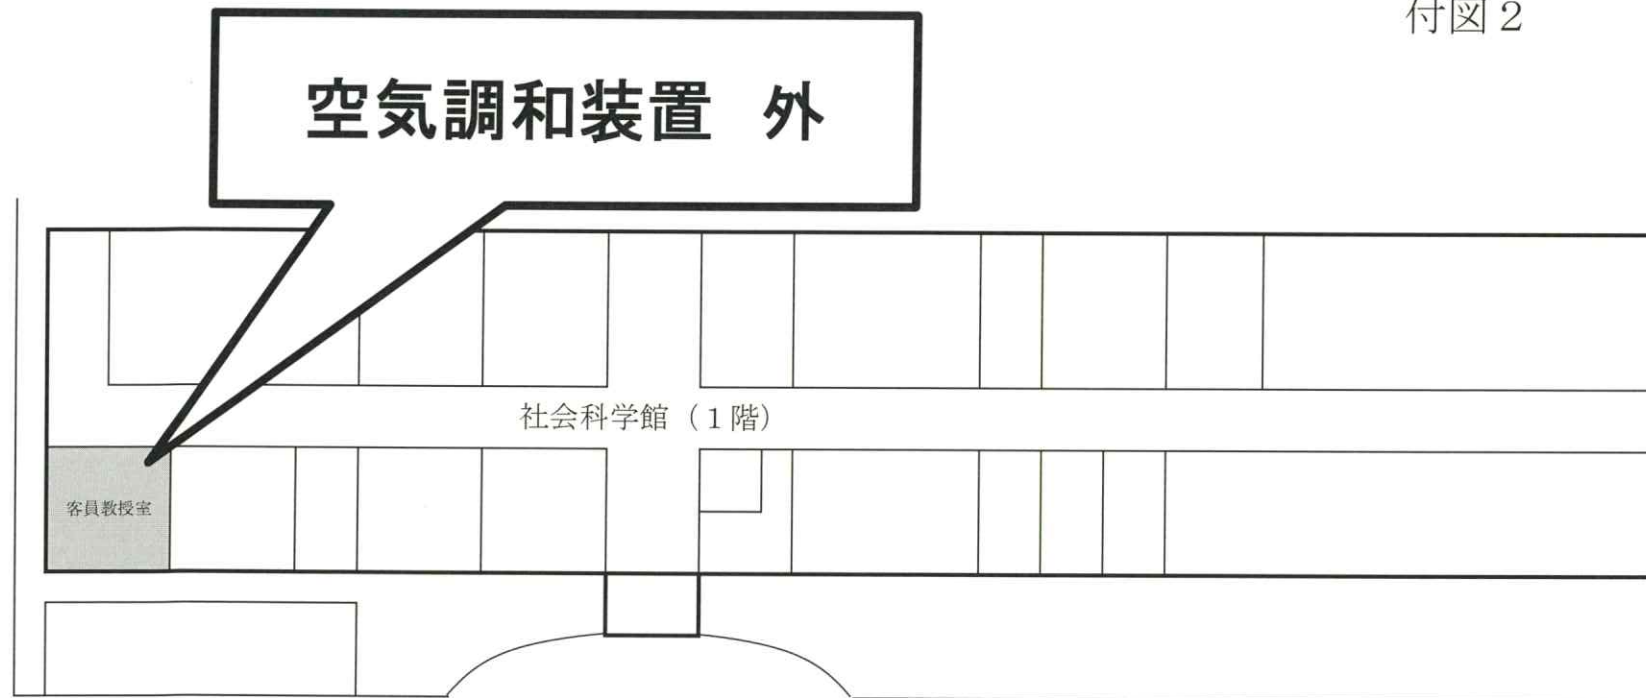 付図２
空気調和装置　外
社会科学館（１階）
客員教授室